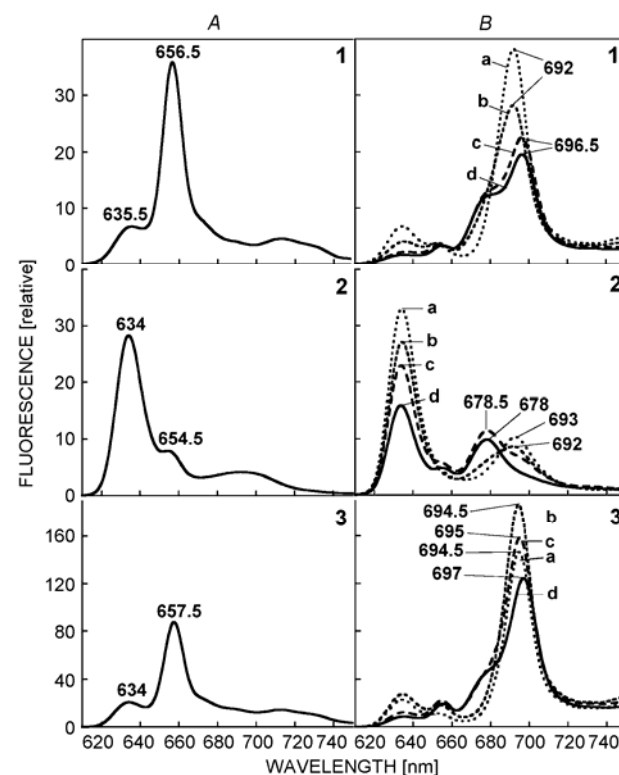 A B
656.5 1
635.5
30
20
10
0
1
a
692
b
c
696.5
d
2
634
654.5
30
20
10
0
2
a
b
c
d
678.5
678
693
692
3
657.5
634
160
120
80
40
0
3
694.5 b
695 c
694.5 a
697 d
FLUORESCENCE [relative]
620 640 660 680 700 720 740
620 640 660 680 700 720 740
WAVELENGTH [nm]